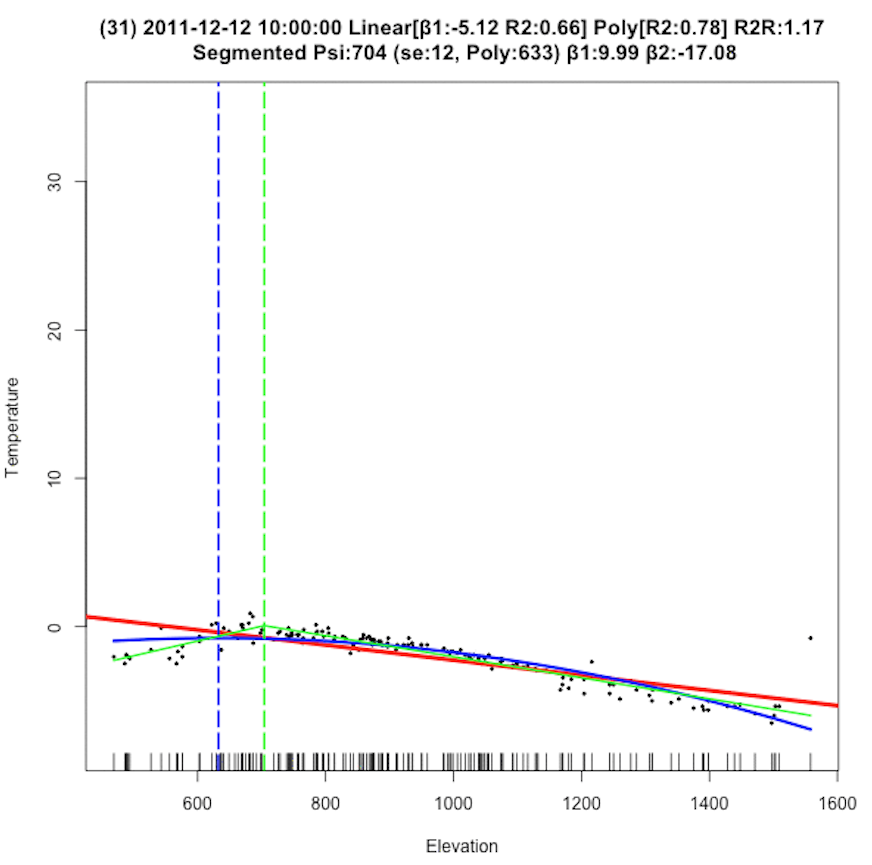 (31) 2011-12-12 10:00:00 Linear[β1:-5.12 R2:0.66] Poly[R2:0.78] R2R:1.17
Segmented Psi:704 (se:12, Poly:633) β1:9.99 β2:-17.08
30
20
10
0
Temperature
600 800 1000 1200 1400 1600
Elevation